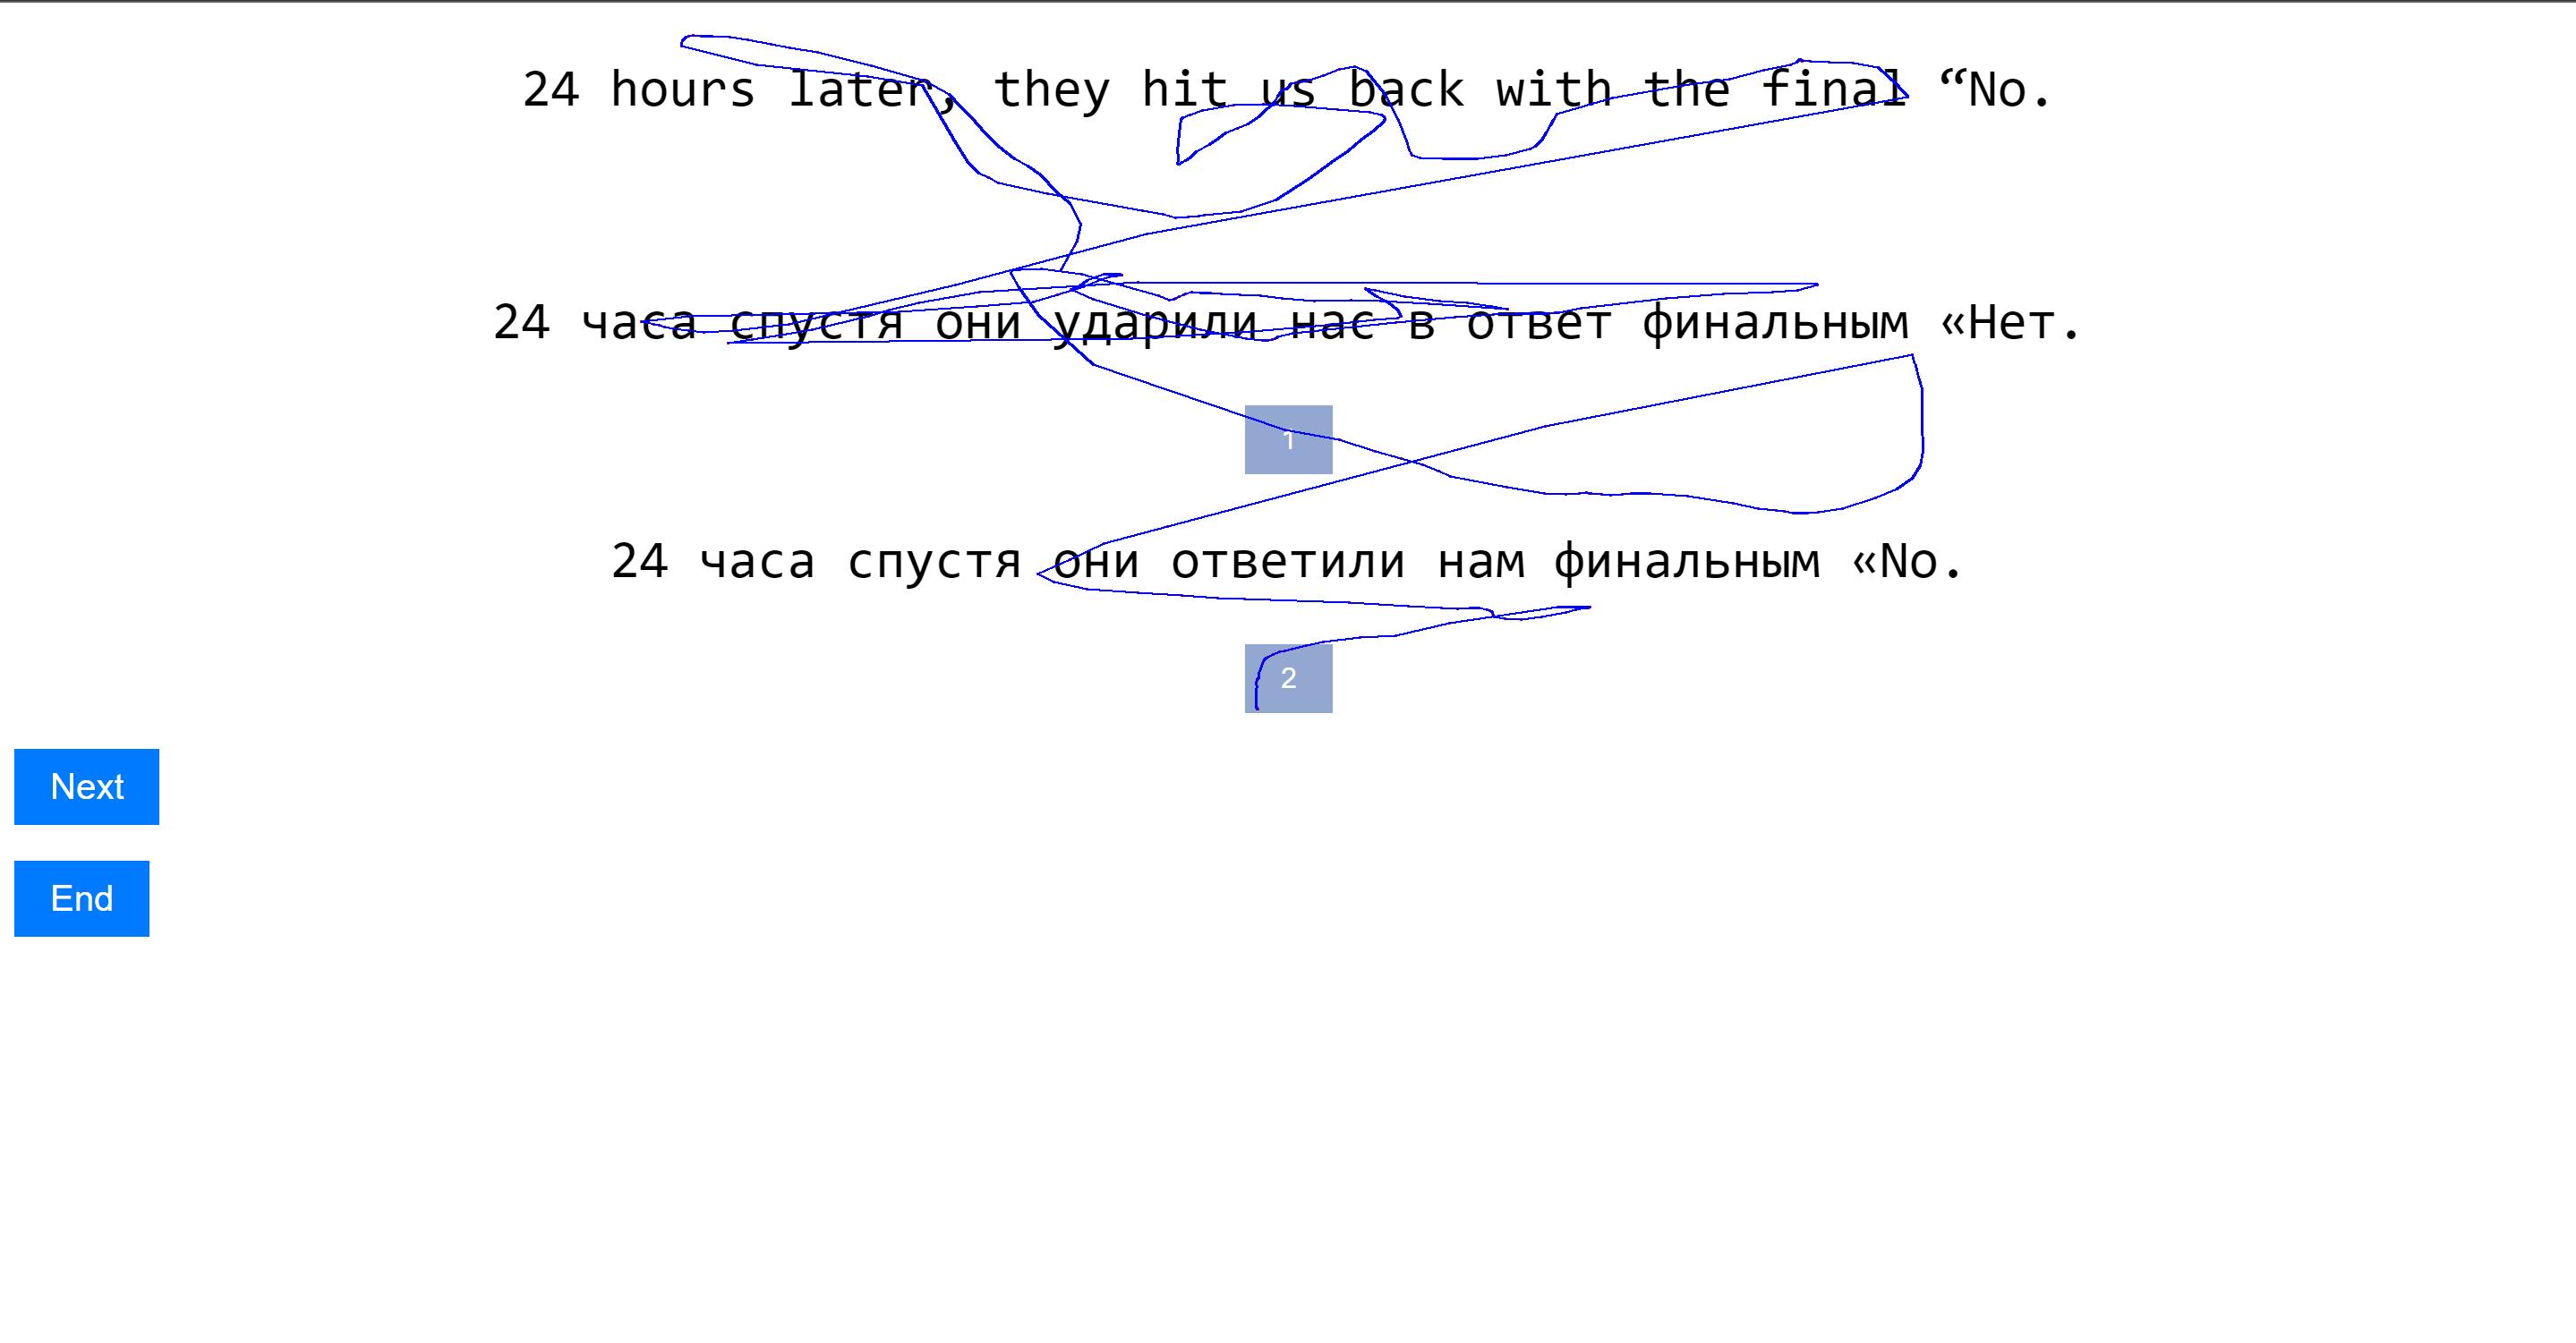 24 hours later, they hit us back with the final “No.
24 часа спустя они ударили нас в ответ финальным «Нет.
1
24 часа спустя они ответили нам финальным «No.
2
Next
End